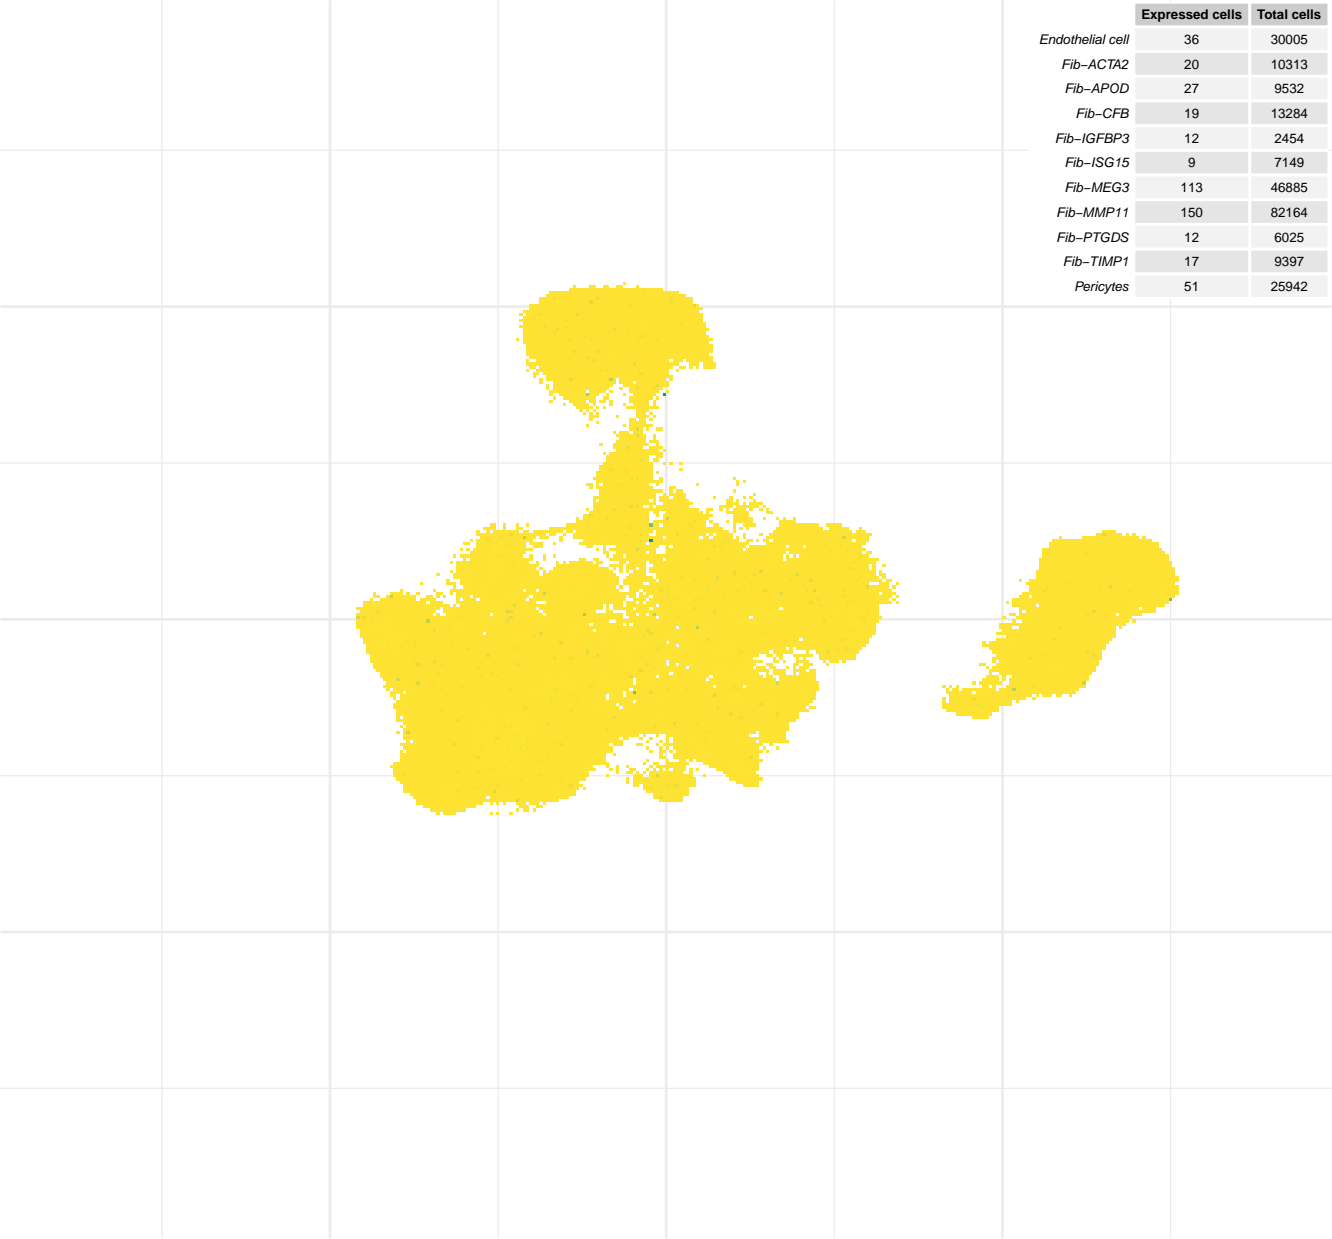 Expressed cells Total cells
Endothelial cell 36 30005
Fib−ACTA2 20 10313
Fib−APOD 27 9532
Fib−CFB 19 13284
Fib−IGFBP3 12 2454
Fib−ISG15 9 7149
Fib−MEG3 113 46885
Fib−MMP11 150 82164
Fib−PTGDS 12 6025
Fib−TIMP1 17 9397
Pericytes 51 25942